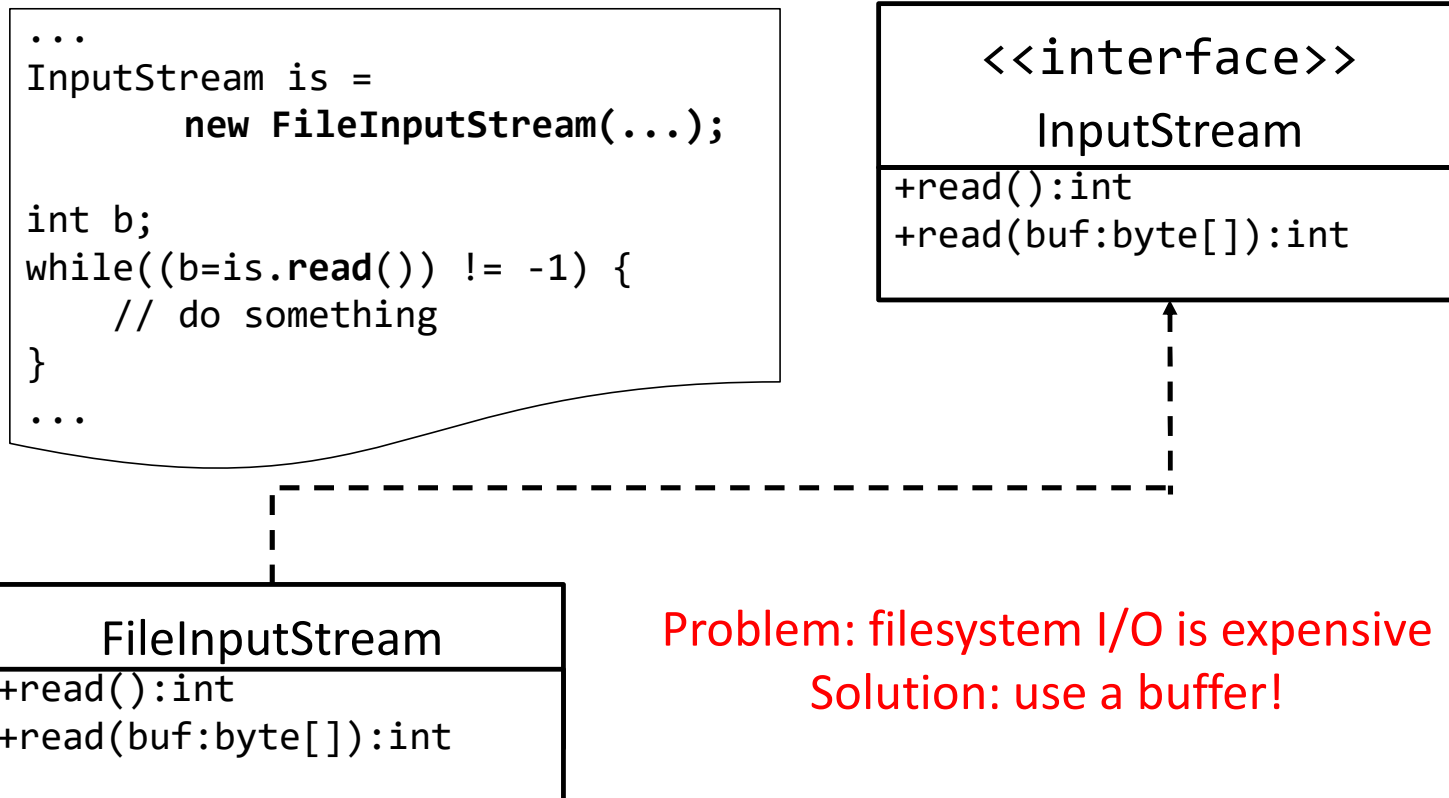 ...
InputStream is =
        new FileInputStream(...);
int b;
while((b=is.read()) != -1) {
    // do something
}
...
<<interface>>
InputStream
+read():int
+read(buf:byte[]):int
FileInputStream
+read():int
+read(buf:byte[]):int
Problem: filesystem I/O is expensive
Solution: use a buffer!